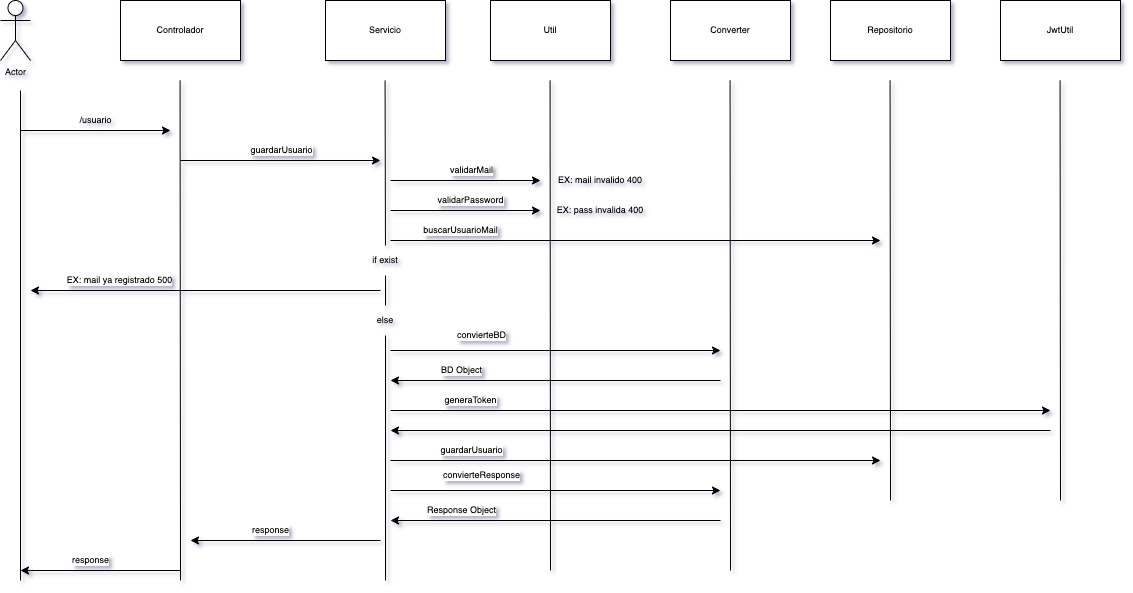 Controlador
Servicio
Util
Converter
Repositorio
JwtUtil
Actor
/usuario
guardarUsuario
validarMail
EX: mail invalido 400
validarPassword
EX: pass invalida 400
buscarUsuarioMail
if exist
EX: mail ya registrado 500
else
convierteBD
BD Object
generaToken
guardarUsuario
convierteResponse
Response Object
response
response